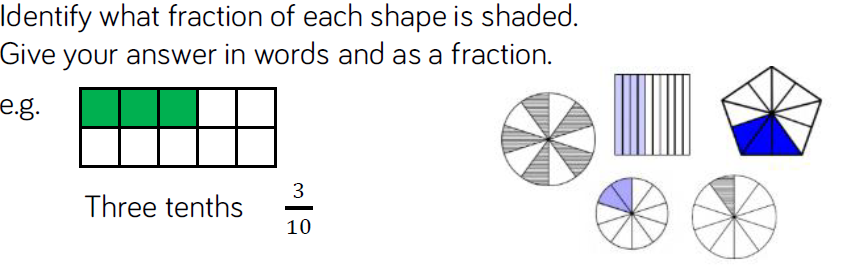 Identify what fraction of each shape is shaded.
Give your answer in words and as a fraction.
e.g.
Three tenths 3/10